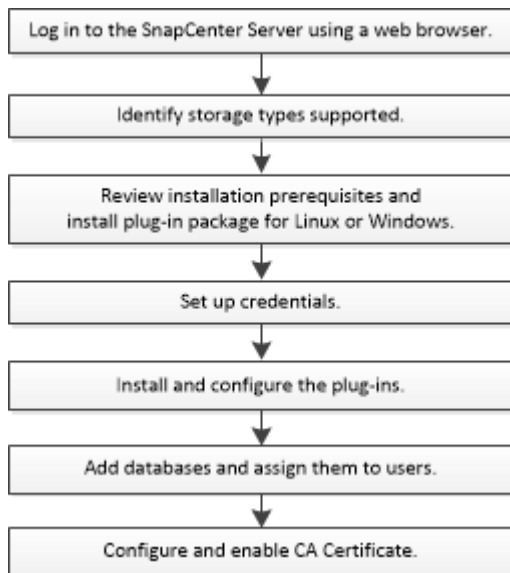 Log in to the SnapCenter Server using a web browser.
Identify storage types supported.
Review installation prerequisites and
install plug-in package for Linux or Windows.
Set up credentials.
Install and configure the plug-ins.
Add databases and assign them to users.
Configure and enable CA Certificate.